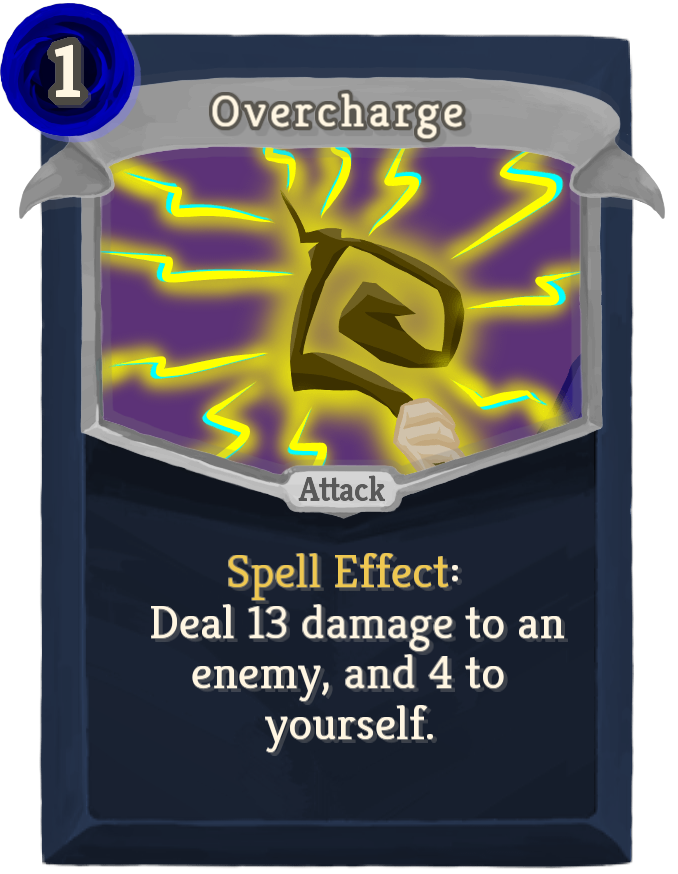 1
Overcharge
Attack
Spell Effect:
Deal 13 damage to an
enemy, and 4 to
yourself.